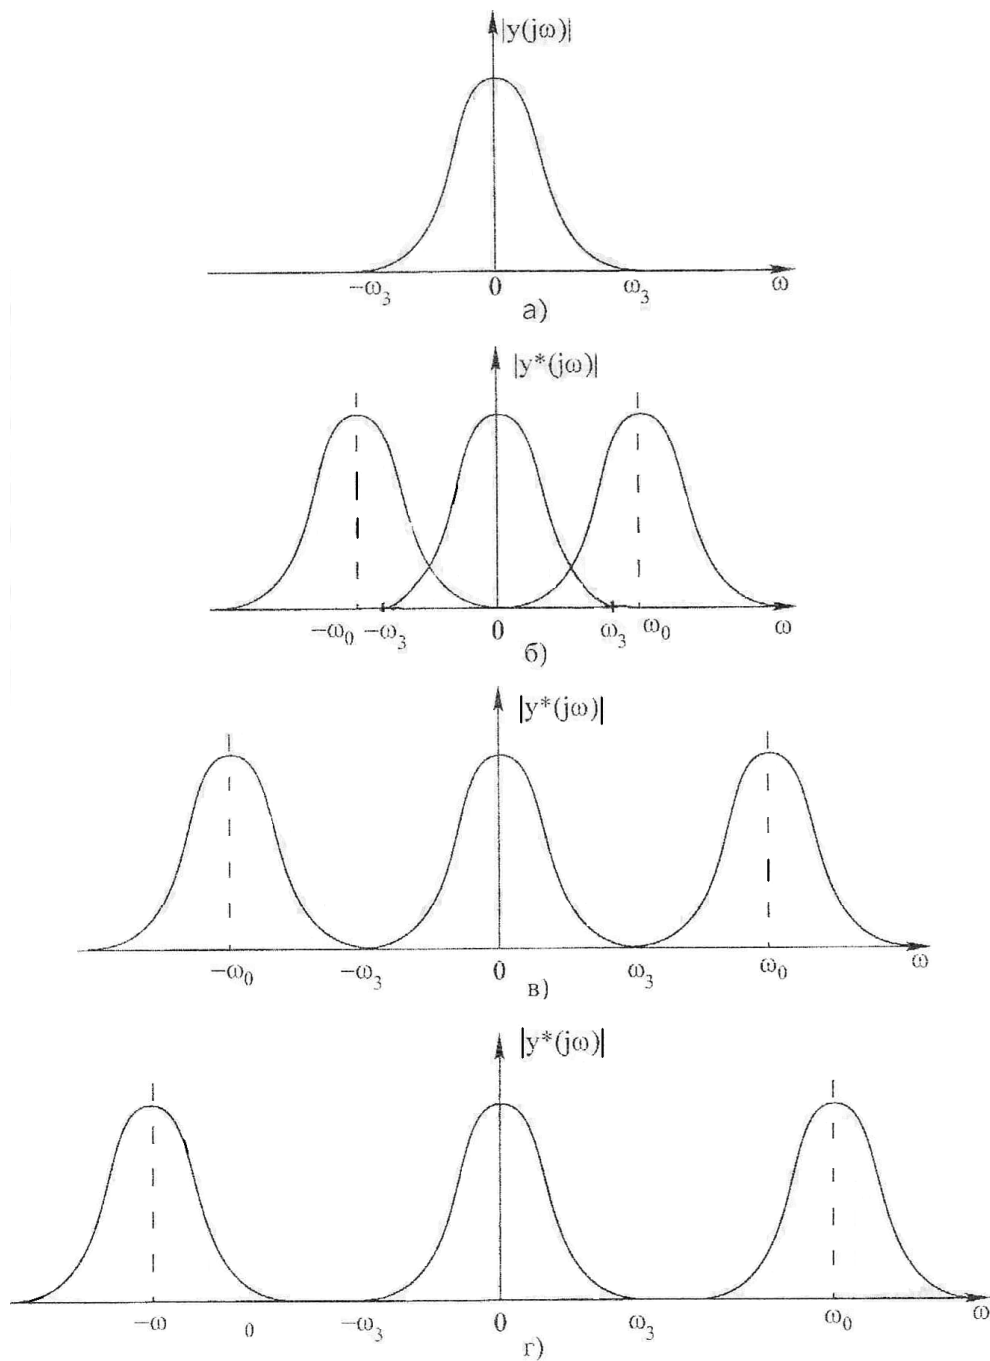 |y(jω)|
−ω₃ 0 ω₃ ω
а)
|y*(jω)|
−ω₀ −ω₃ 0 ω₃ ω₀ ω
б)
|y*(jω)|
−ω₀ −ω₃ 0 ω₃ ω₀ ω
в)
|y*(jω)|
−ω ₀ −ω₃ 0 ω₃ ω₀ ω
г)